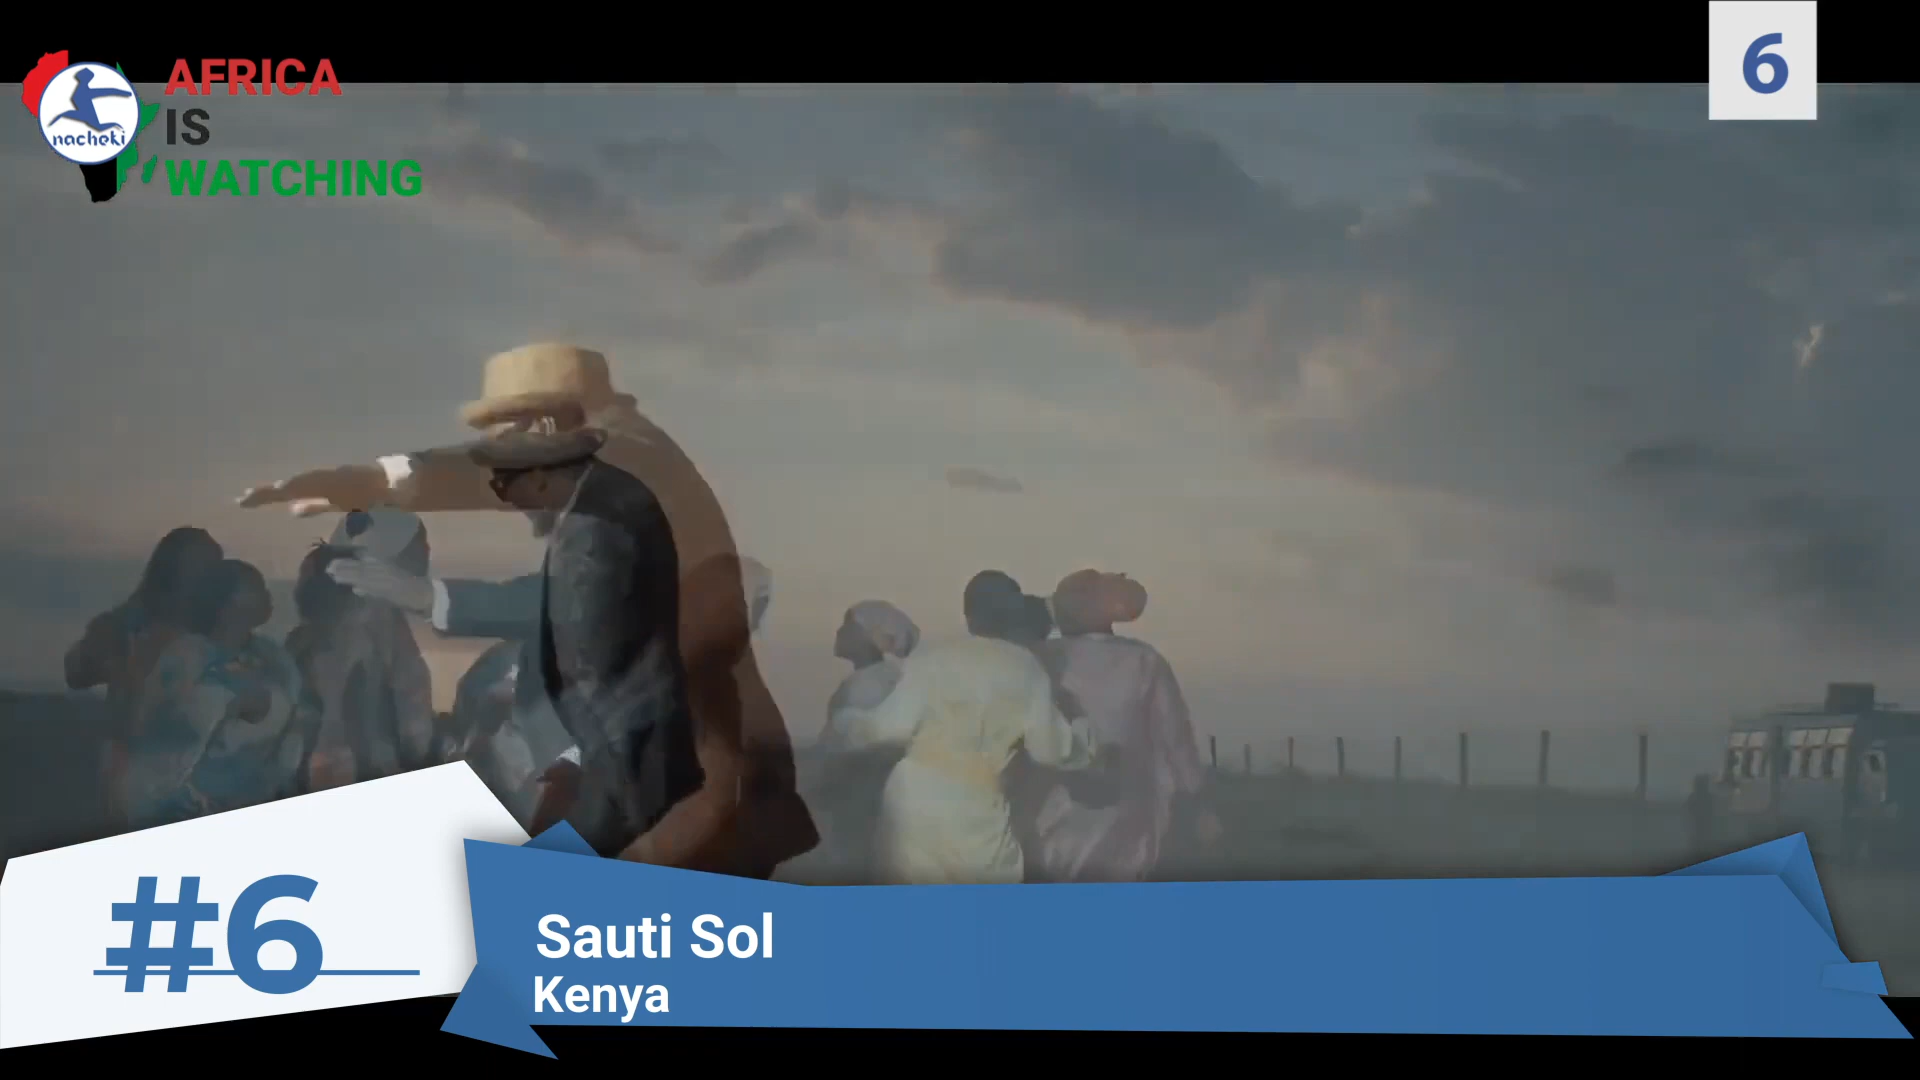 nacheki
AFRICA
IS
WATCHING
6
#6
Sauti Sol
Kenya